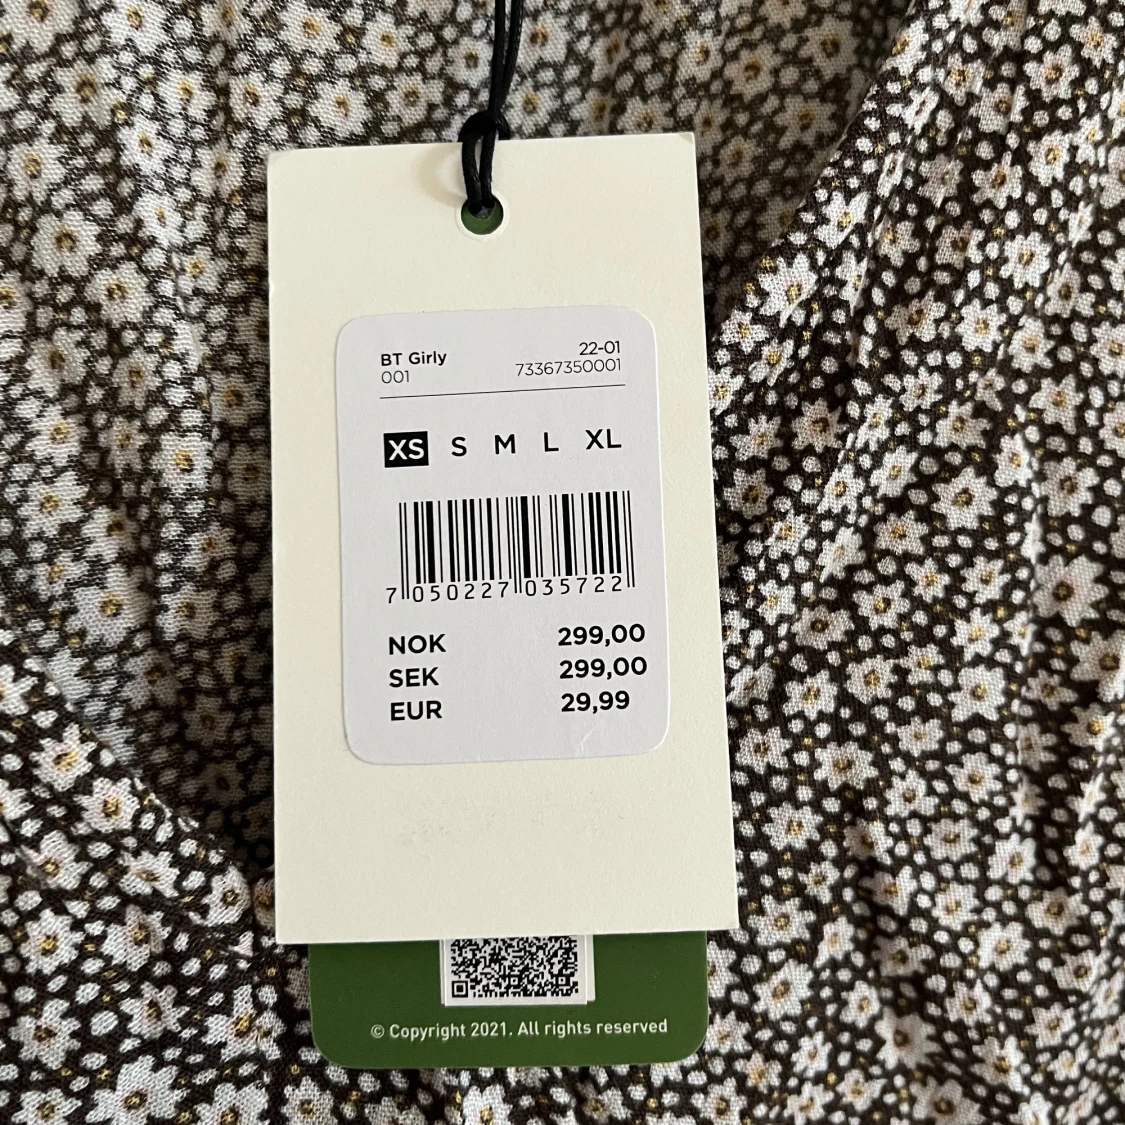 BT Girly 22-01
001 73367350001
XS S M L XL
7 050227 035722
NOK 299,00
SEK 299,00
EUR 29,99
© Copyright 2021. All rights reserved